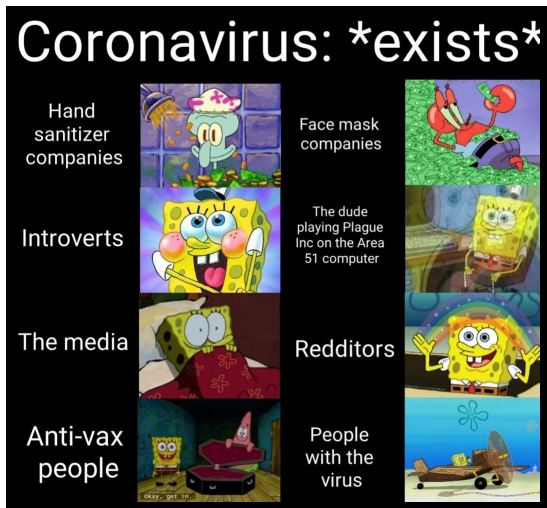 Coronavirus: *exists*
Hand
sanitizer
companies
Face mask
companies
Introverts
The dude
playing Plague
Inc on the Area
51 computer
The media
Redditors
Anti-vax
people
okay, get in.
People
with the
virus